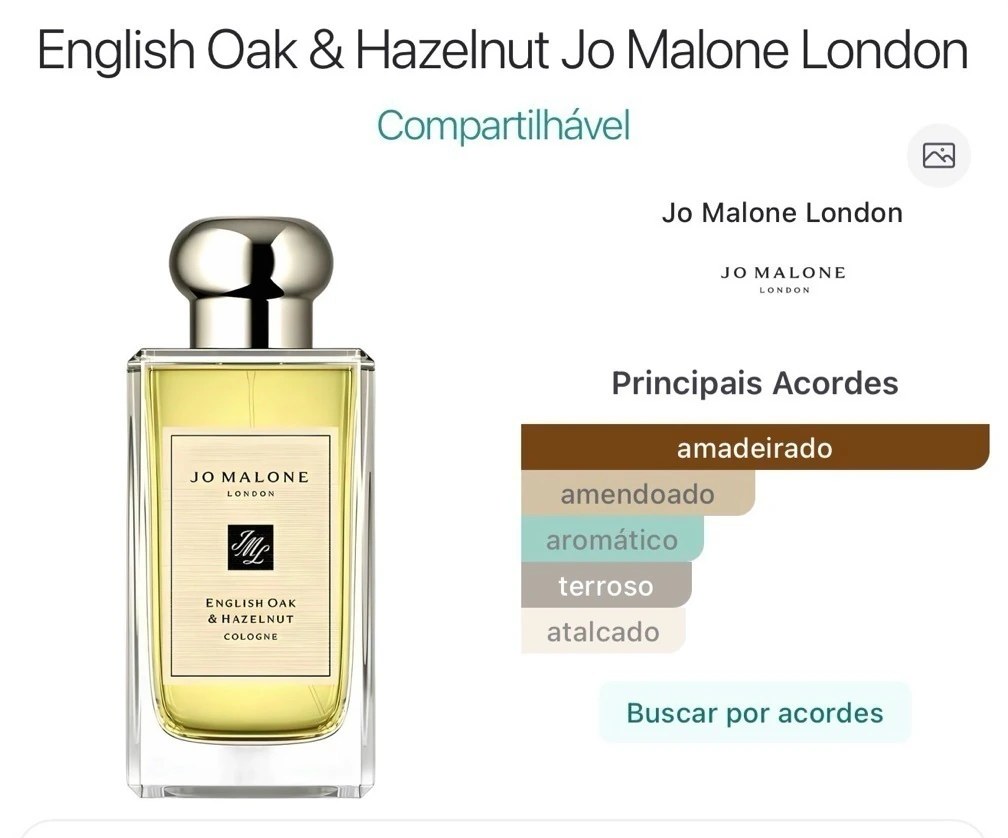 English Oak & Hazelnut Jo Malone London
Compartilhável
Jo Malone London
JO MALONE
LONDON
Principais Acordes
amadeirado
amendoado
aromático
terroso
atalcado
Buscar por acordes
JO MALONE
LONDON
JML
ENGLISH OAK
& HAZELNUT
COLOGNE